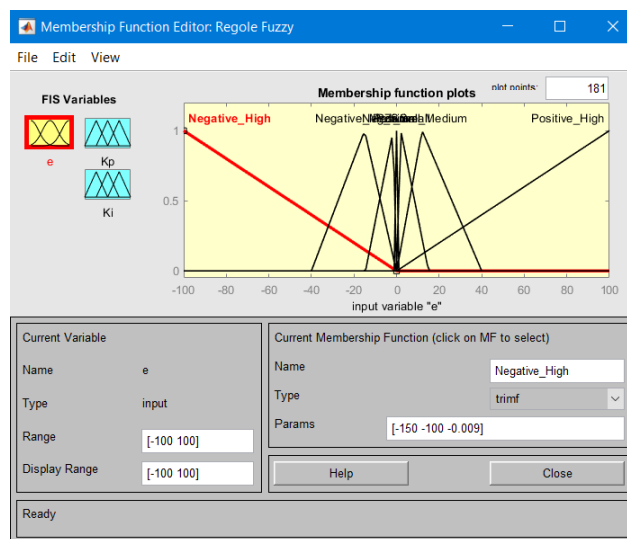 Membership Function Editor: Regole Fuzzy
File Edit View
FIS Variables
e
Kp
Ki
Membership function plots
plot points:
181
Negative_High
Medium
Positive_High
1
0.5
0
-100 -80 -60 -40 -20 0 20 40 60 80 100
input variable "e"
Current Variable
Name e
Type input
Range [-100 100]
Display Range [-100 100]
Current Membership Function (click on MF to select)
Name Negative_High
Type trimf
Params [-150 -100 -0.009]
Help Close
Ready